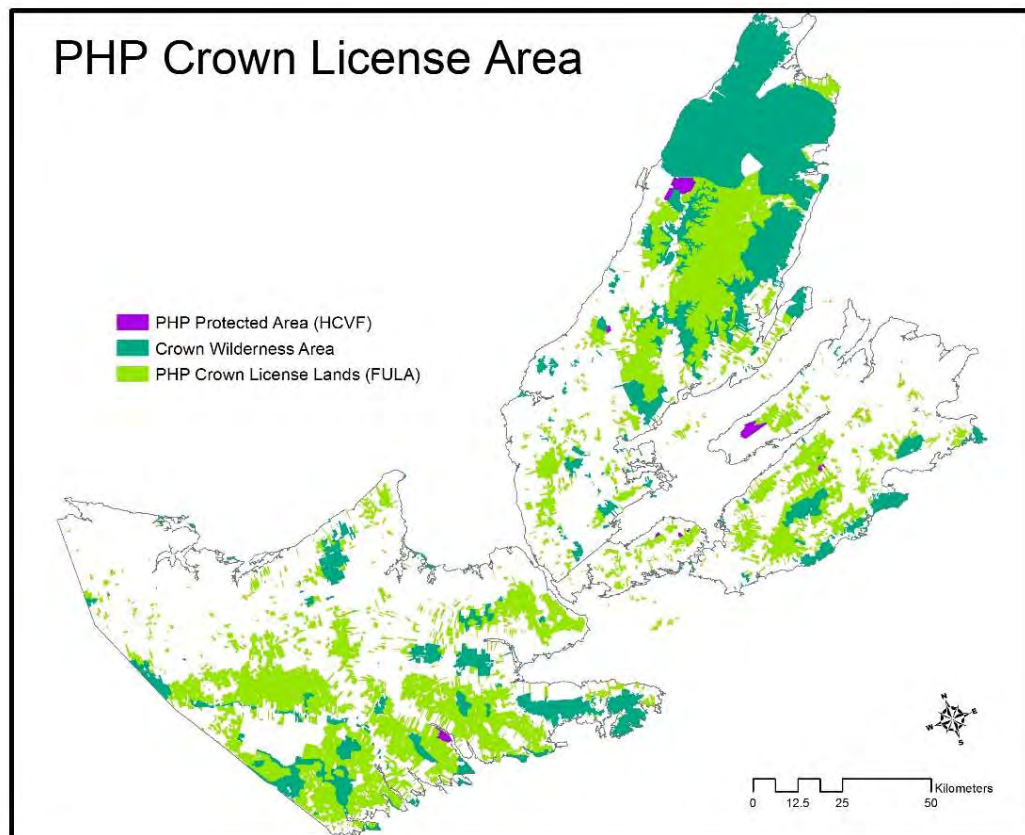 PHP Crown License Area
PHP Protected Area (HCVF)
Crown Wilderness Area
PHP Crown License Lands (FULA)
N
W E
S
Kilometers
0 12.5 25 50